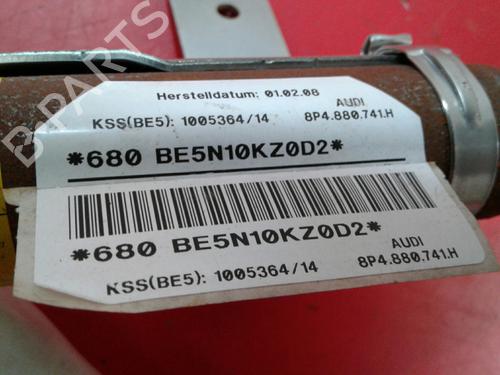 B PARTS
Herstelldatum: 01.02.08
KSS(BE5): 1005364/14
AUDI
8P4.880.741.H
*680 BE5N10KZ0D2*
*680 BE5N10KZ0D2*
KSS(BE5): 1005364/14
AUDI
8P4.880.741.H